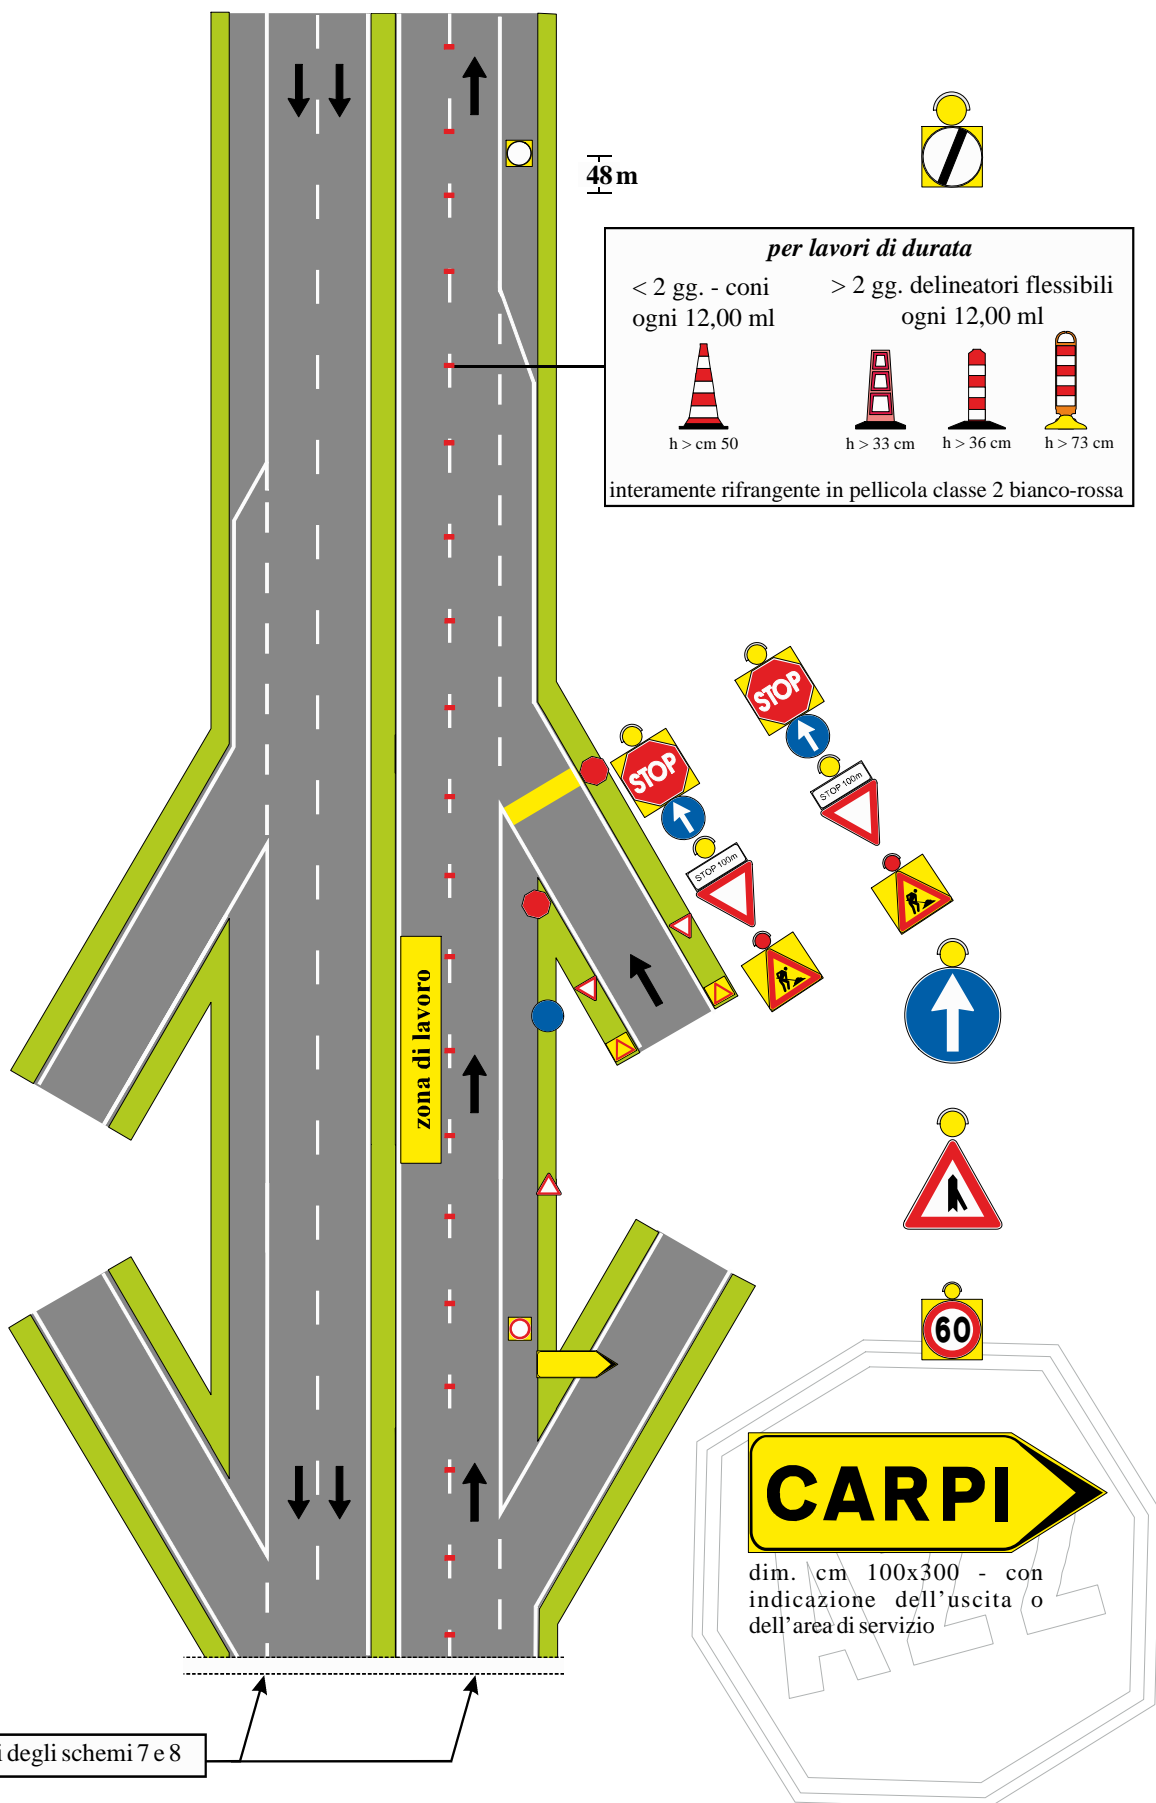 48 m
per lavori di durata
< 2 gg. - coni
ogni 12,00 ml
> 2 gg. delineatori flessibili
ogni 12,00 ml
h > cm 50
h > 33 cm
h > 36 cm
h > 73 cm
interamente rifrangente in pellicola classe 2 bianco-rossa
STOP
STOP 100m
STOP
STOP 100m
zona di lavoro
60
CARPI
dim. cm 100x300 - con
indicazione dell'uscita o
dell'area di servizio
AZZ
i degli schemi 7 e 8